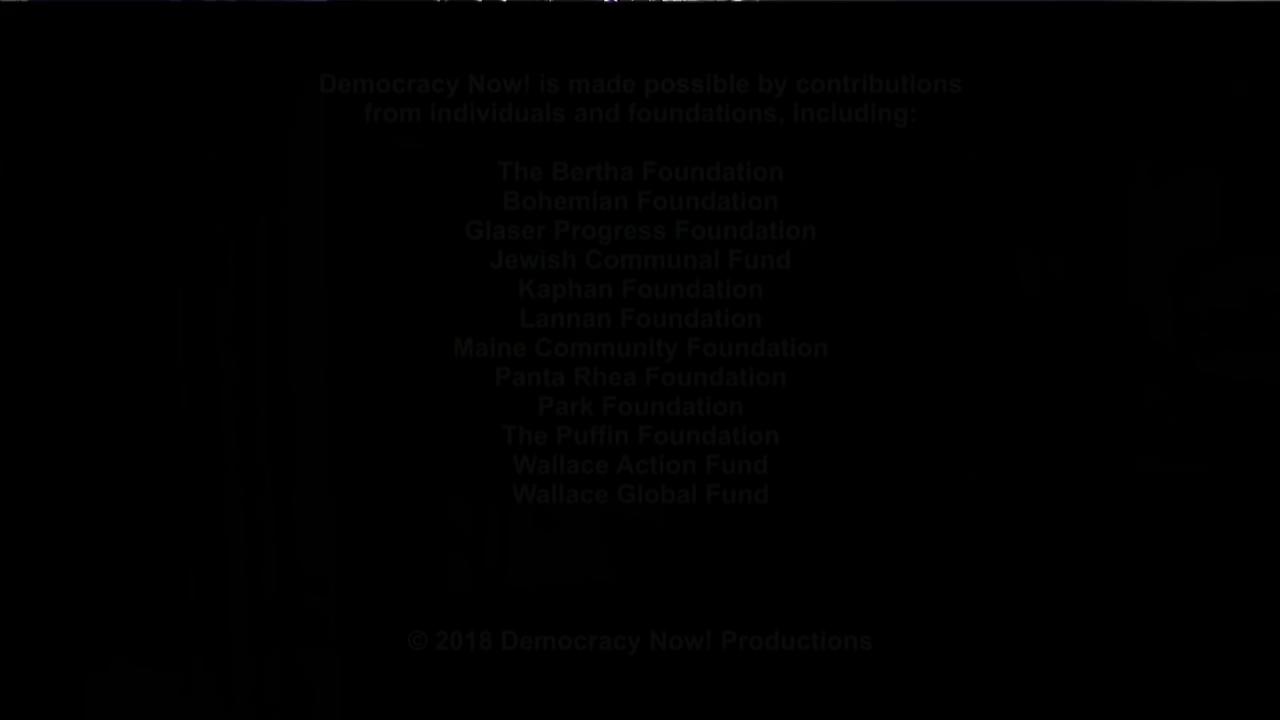 Democracy Now! is made possible by contributions
from individuals and foundations, including:
The Bertha Foundation
Bohemian Foundation
Glaser Progress Foundation
Jewish Communal Fund
Kaphan Foundation
Lannan Foundation
Maine Community Foundation
Panta Rhea Foundation
Park Foundation
The Puffin Foundation
Wallace Action Fund
Wallace Global Fund
© 2018 Democracy Now! Productions